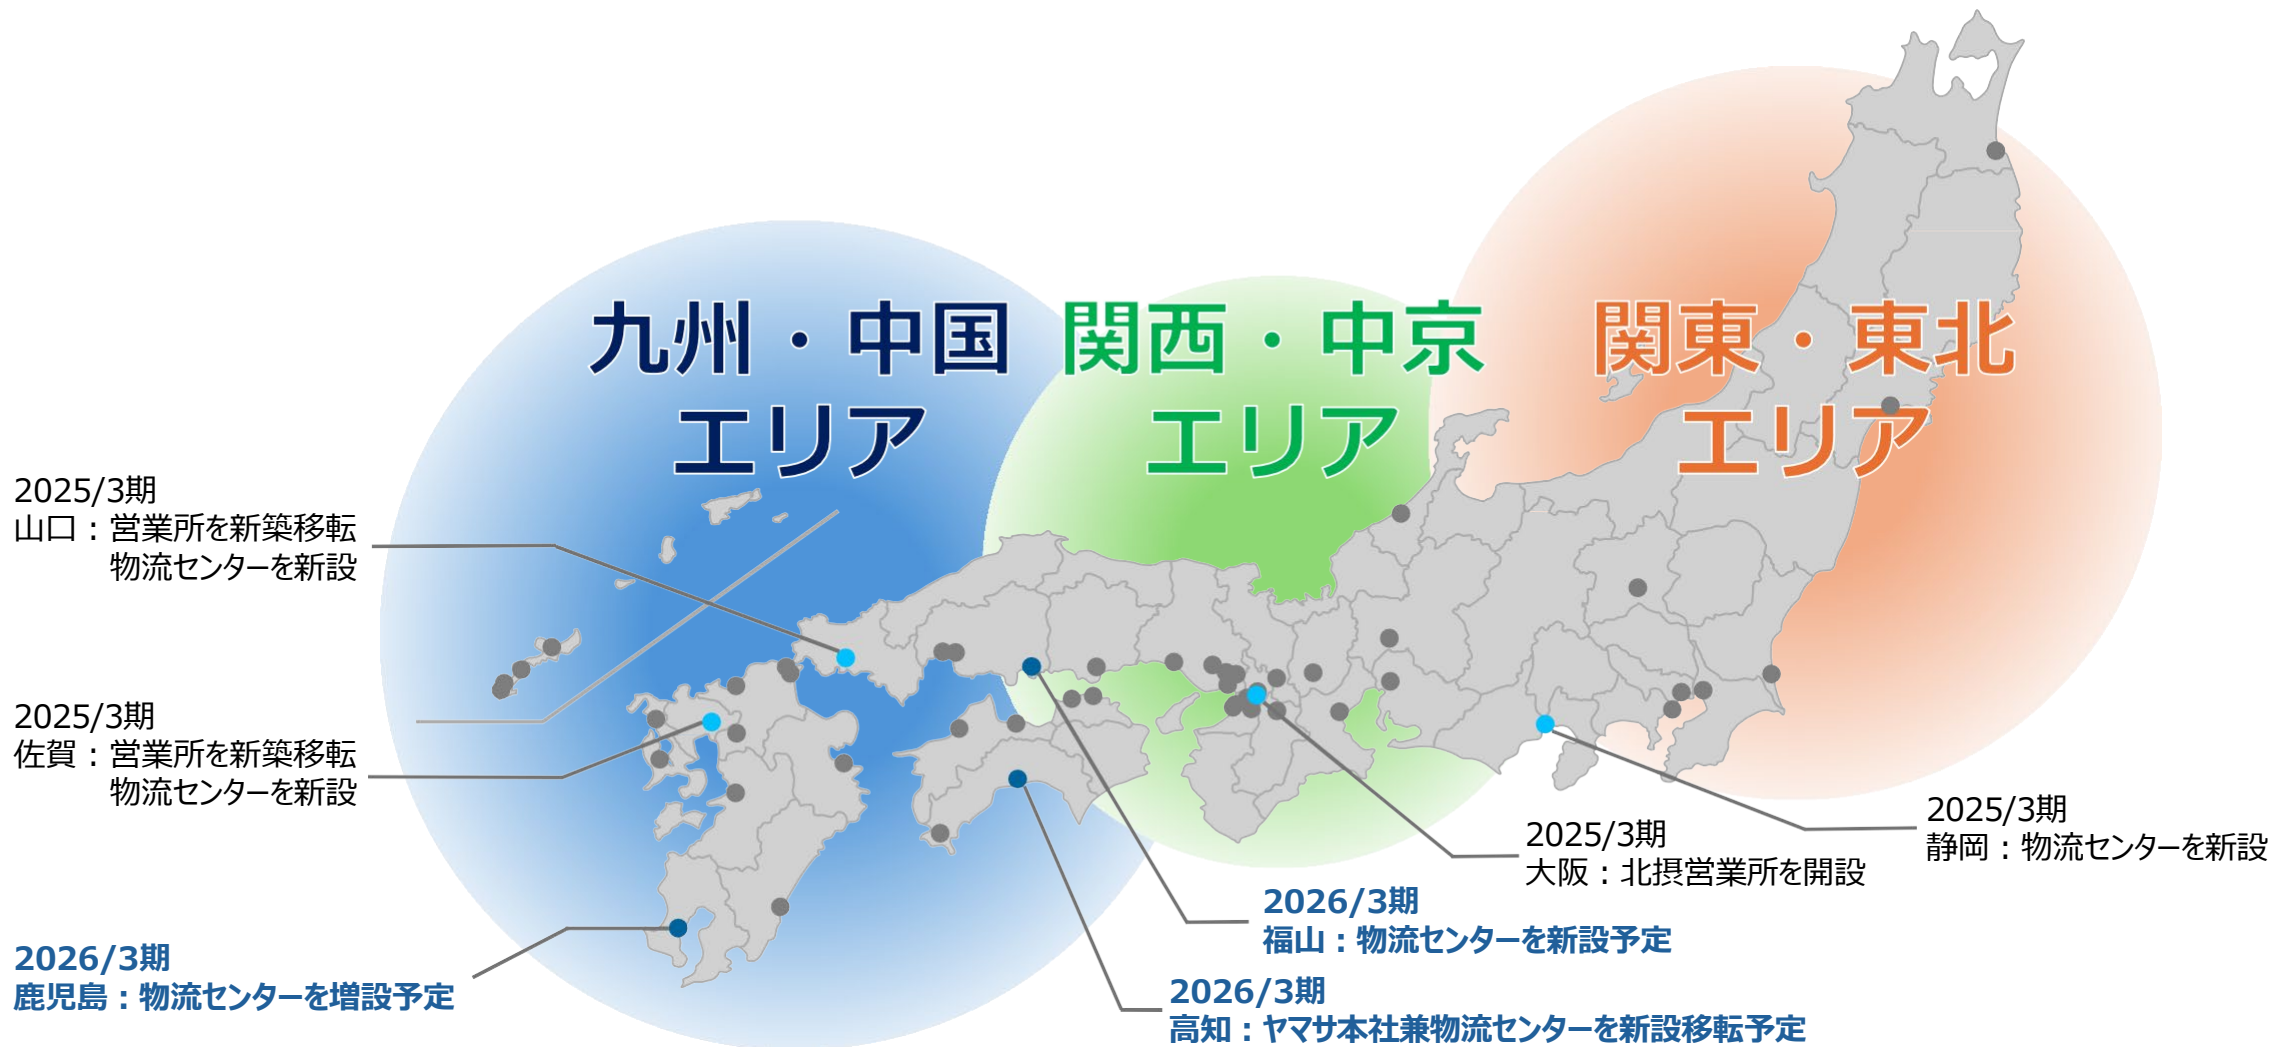 九州・中国
エリア
関西・中京
エリア
関東・東北
エリア
2025/3期
山口：営業所を新築移転
物流センターを新設
2025/3期
佐賀：営業所を新築移転
物流センターを新設
2026/3期
鹿児島：物流センターを増設予定
2025/3期
静岡：物流センターを新設
2025/3期
大阪：北摂営業所を開設
2026/3期
福山：物流センターを新設予定
2026/3期
高知：ヤマサ本社兼物流センターを新設移転予定